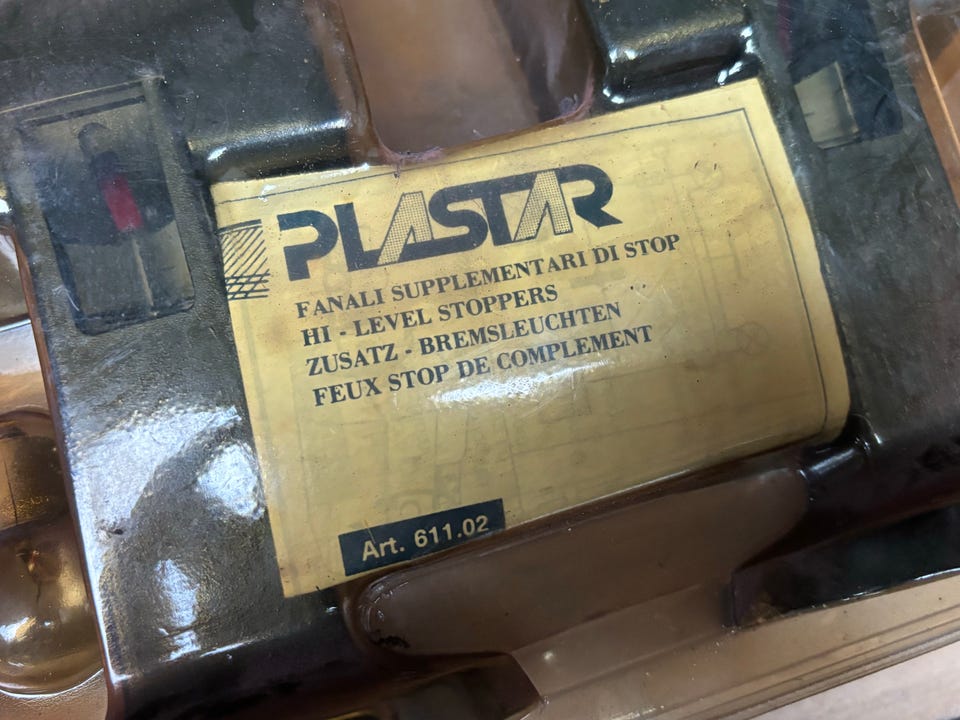 PLASTAR
FANALI SUPPLEMENTARI DI STOP
HI - LEVEL STOPPERS
ZUSATZ - BREMSLEUCHTEN
FEUX STOP DE COMPLEMENT
Art. 611.02